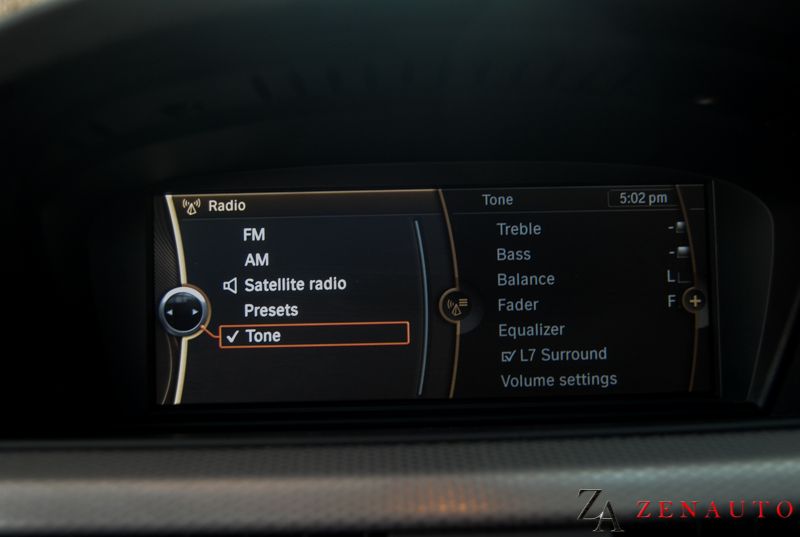 Radio
FM
AM
Satellite radio
Presets
Tone
Tone 5:02 pm
Treble -
Bass -
Balance L
Fader F
Equalizer
L7 Surround
Volume settings
ZA ZENAUTO